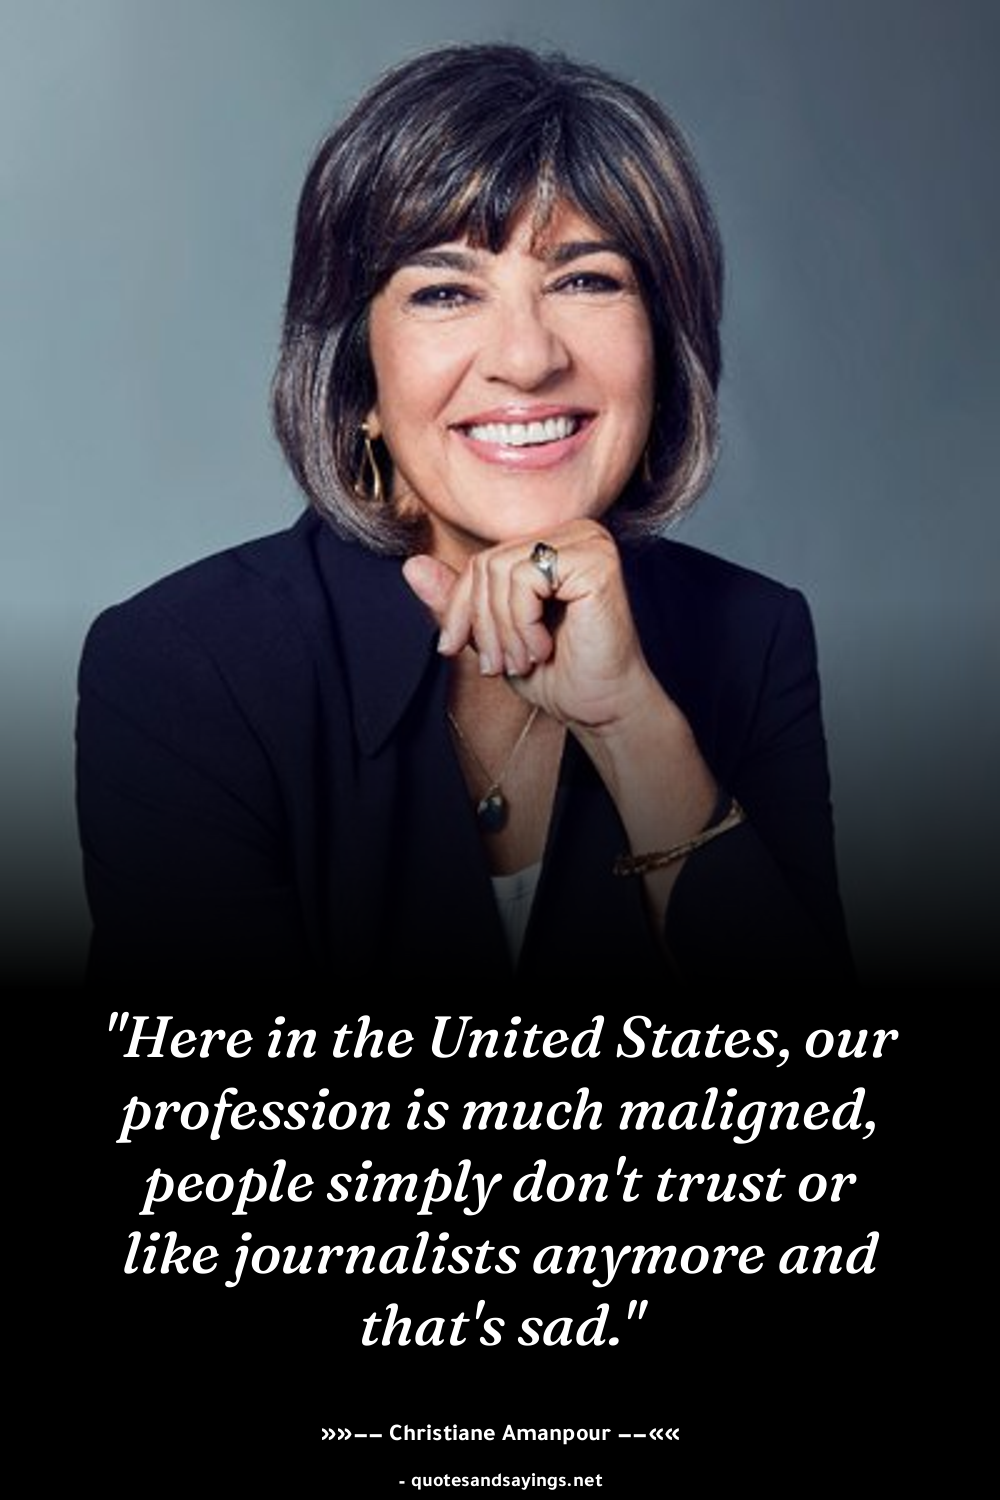 "Here in the United States, our
profession is much maligned,
people simply don't trust or
like journalists anymore and
that's sad."
»»–– Christiane Amanpour ––««
- quotesandsayings.net